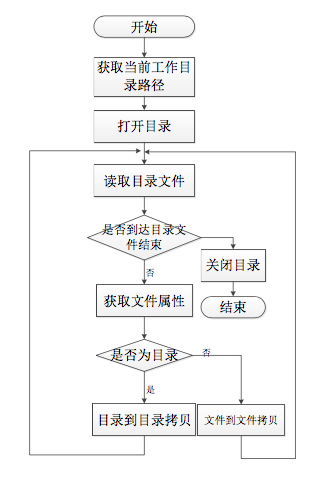 开始
获取当前工作目
录路径
打开目录
读取目录文件
是否到达目录文
件结束
关闭目录
否
结束
获取文件属性
是否为目录
否
是
目录到目录拷贝
文件到文件拷贝